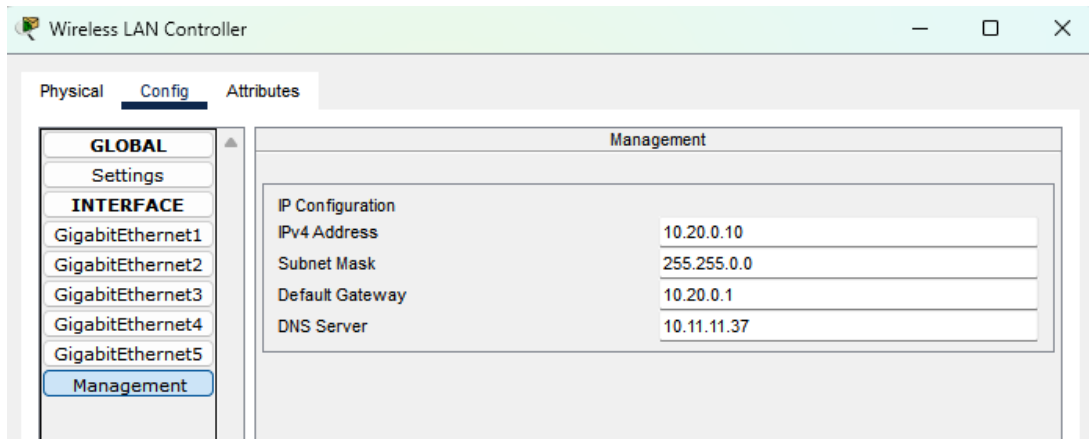 Wireless LAN Controller
Physical Config Attributes
GLOBAL
Settings
INTERFACE
GigabitEthernet1
GigabitEthernet2
GigabitEthernet3
GigabitEthernet4
GigabitEthernet5
Management
Management
IP Configuration
IPv4 Address 10.20.0.10
Subnet Mask 255.255.0.0
Default Gateway 10.20.0.1
DNS Server 10.11.11.37